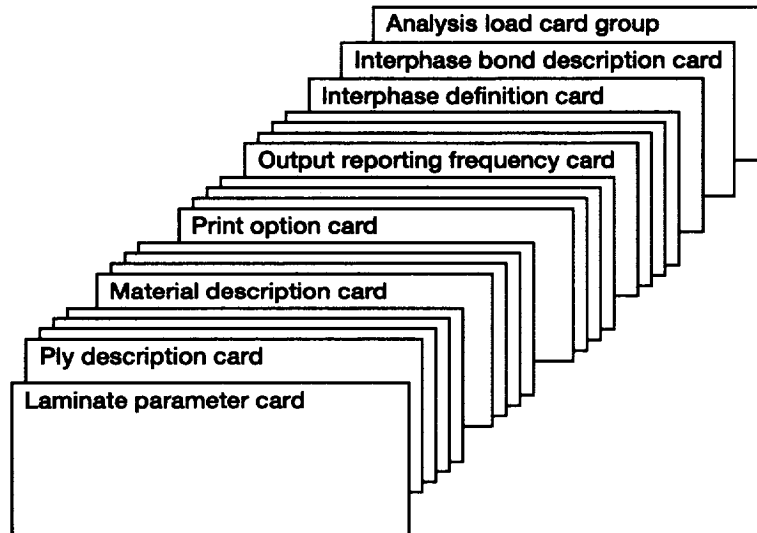 Analysis load card group
Interphase bond description card
Interphase definition card
Output reporting frequency card
Print option card
Material description card
Ply description card
Laminate parameter card